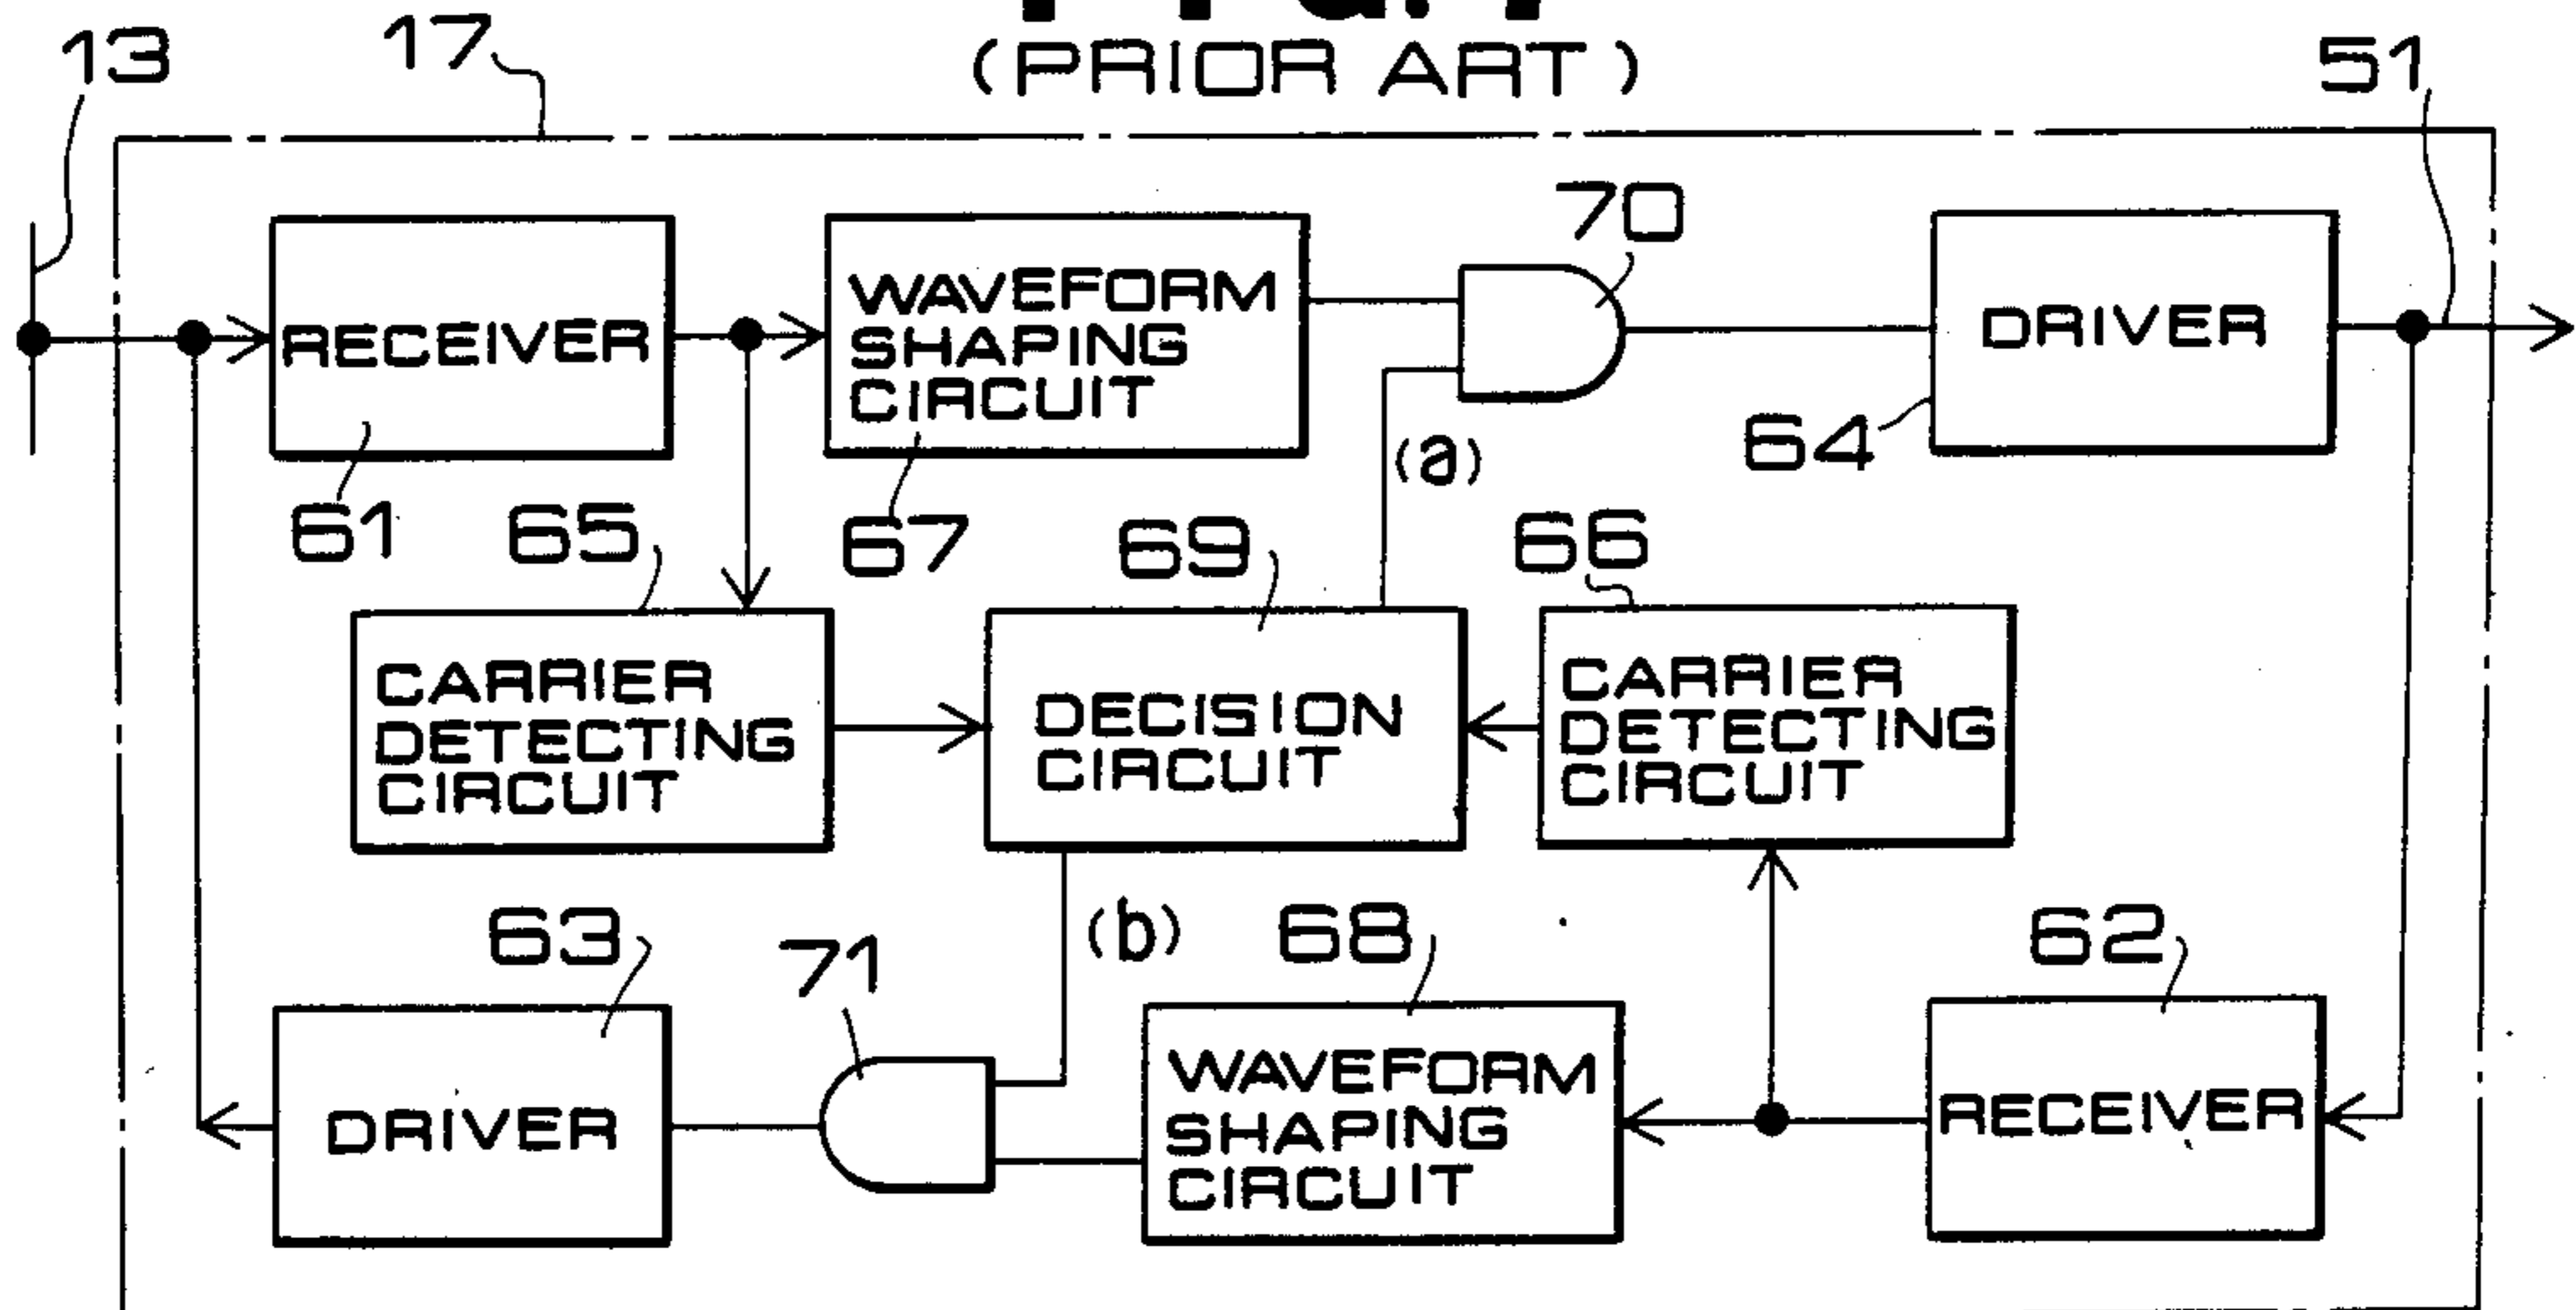 (PRIOR ART)
13
17
51
70
RECEIVER
WAVEFORM
SHAPING
CIRCUIT
DRIVER
64
(a)
61
65
67
69
66
CARRIER
DETECTING
CIRCUIT
DECISION
CIRCUIT
CARRIER
DETECTING
CIRCUIT
63
71
(b)
68
62
DRIVER
WAVEFORM
SHAPING
CIRCUIT
RECEIVER